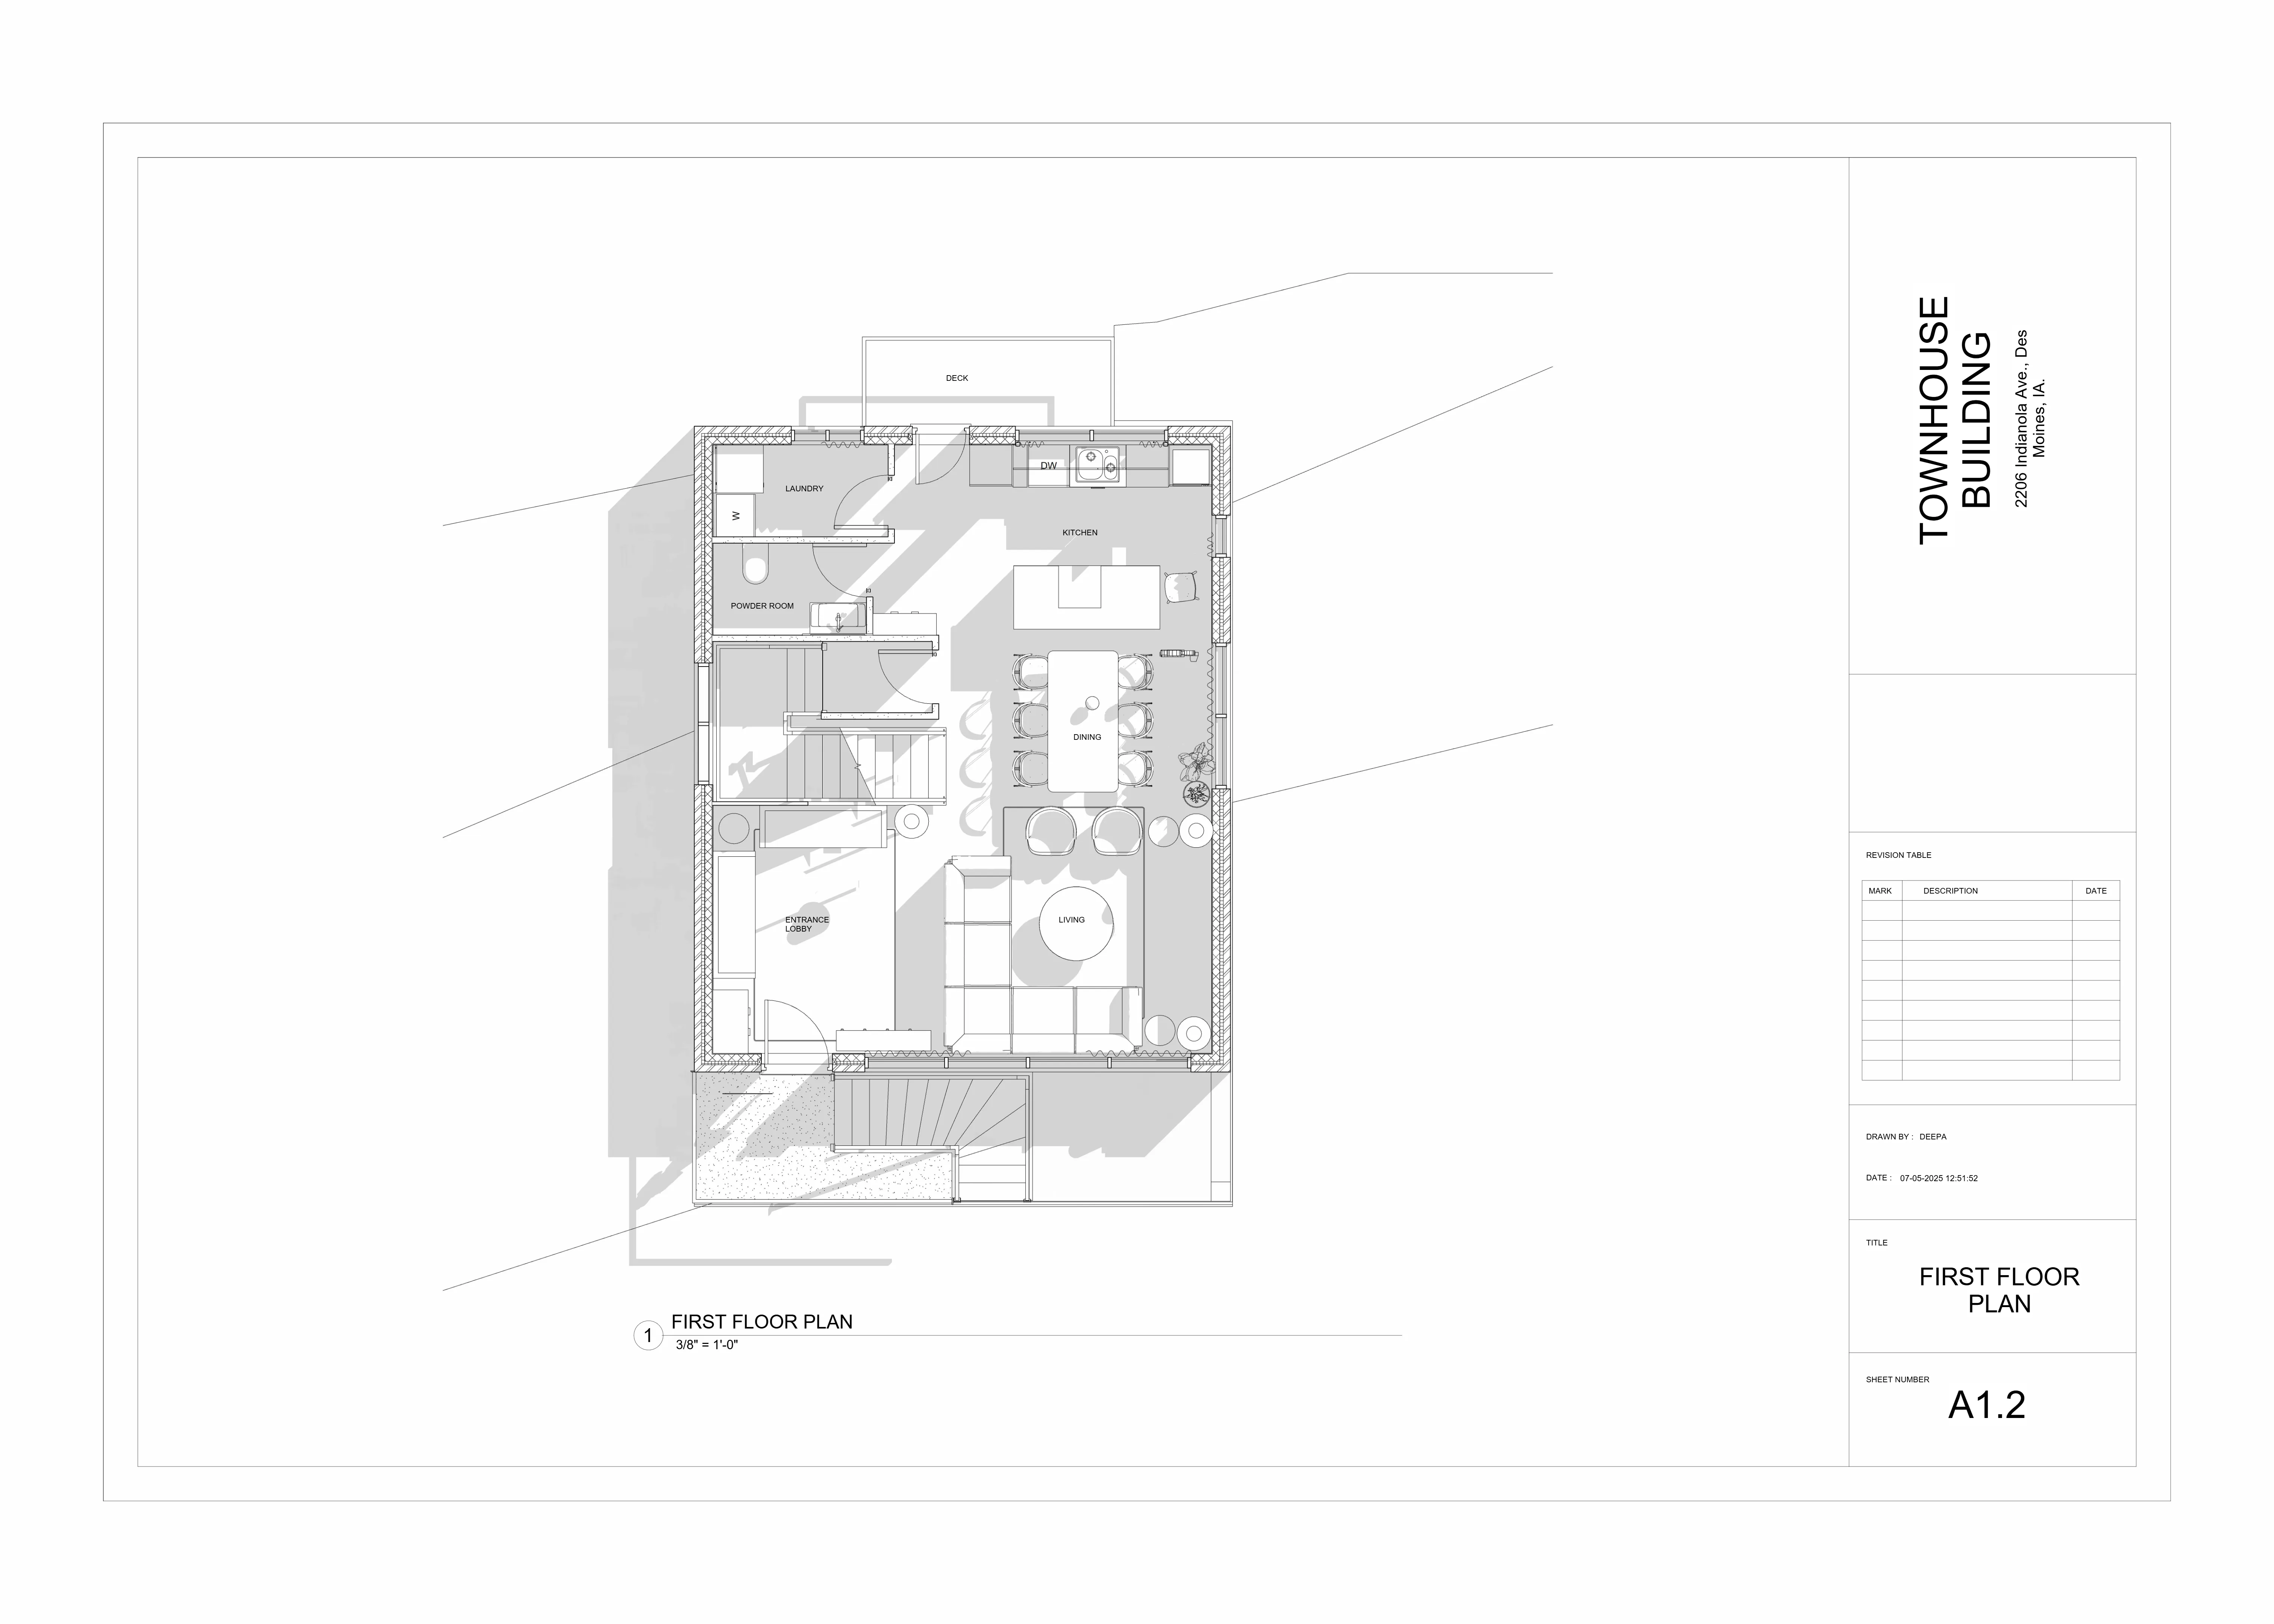 DECK
DW
LAUNDRY
W
KITCHEN
POWDER ROOM
DINING
ENTRANCE
LOBBY
LIVING
1
FIRST FLOOR PLAN
3/8" = 1'-0"
TOWNHOUSE
BUILDING
2206 Indianola Ave., Des
Moines, IA.
REVISION TABLE
MARK DESCRIPTION DATE
DRAWN BY : DEEPA
DATE : 07-05-2025 12:51:52
TITLE
FIRST FLOOR
PLAN
SHEET NUMBER
A1.2